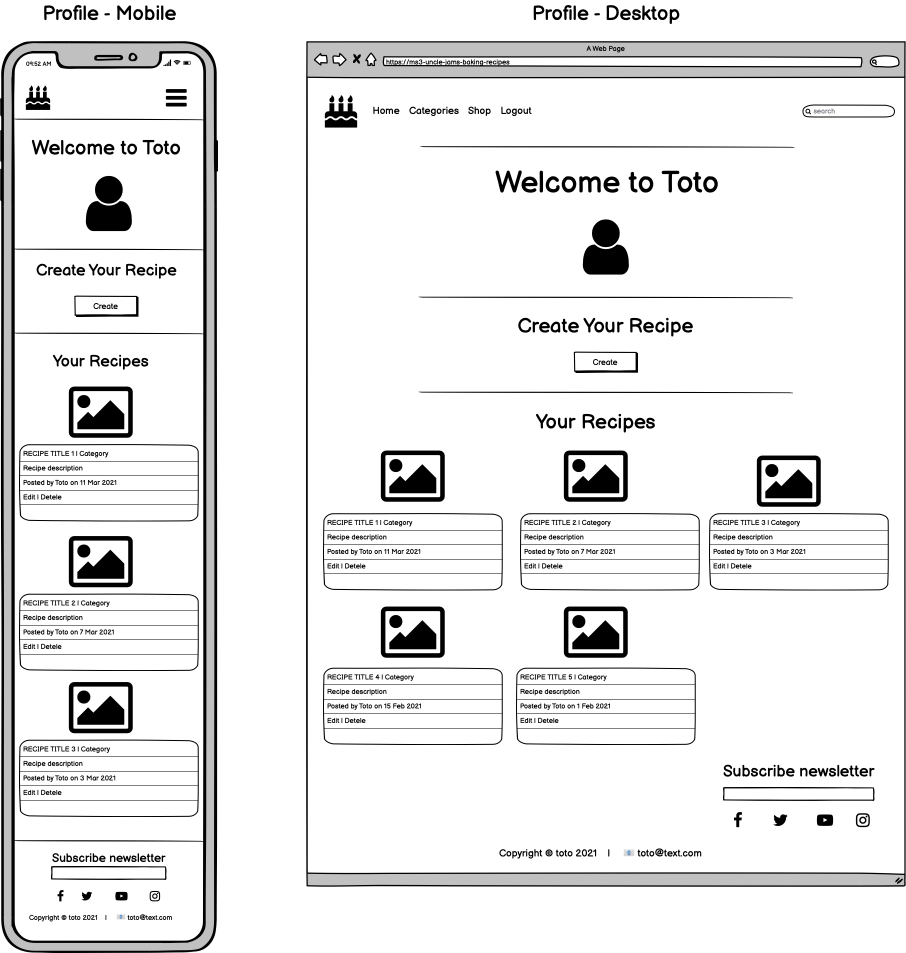 Profile - Mobile
09:52 AM
Welcome to Toto
Create Your Recipe
Create
Your Recipes
RECIPE TITLE 1 | Category
Recipe description
Posted by Toto on 11 Mar 2021
Edit | Detele
RECIPE TITLE 2 | Category
Recipe description
Posted by Toto on 7 Mar 2021
Edit | Detele
RECIPE TITLE 3 | Category
Recipe description
Posted by Toto on 3 Mar 2021
Edit | Detele
Subscribe newsletter
Copyright © toto 2021 | toto@text.com
Profile - Desktop
A Web Page
https://ms3-uncle-jams-baking-recipes
Home Categories Shop Logout
search
Welcome to Toto
Create Your Recipe
Create
Your Recipes
RECIPE TITLE 1 | Category
Recipe description
Posted by Toto on 11 Mar 2021
Edit | Detele
RECIPE TITLE 2 | Category
Recipe description
Posted by Toto on 7 Mar 2021
Edit | Detele
RECIPE TITLE 3 | Category
Recipe description
Posted by Toto on 3 Mar 2021
Edit | Detele
RECIPE TITLE 4 | Category
Recipe description
Posted by Toto on 15 Feb 2021
Edit | Detele
RECIPE TITLE 5 | Category
Recipe description
Posted by Toto on 1 Feb 2021
Edit | Detele
Subscribe newsletter
Copyright © toto 2021 | toto@text.com